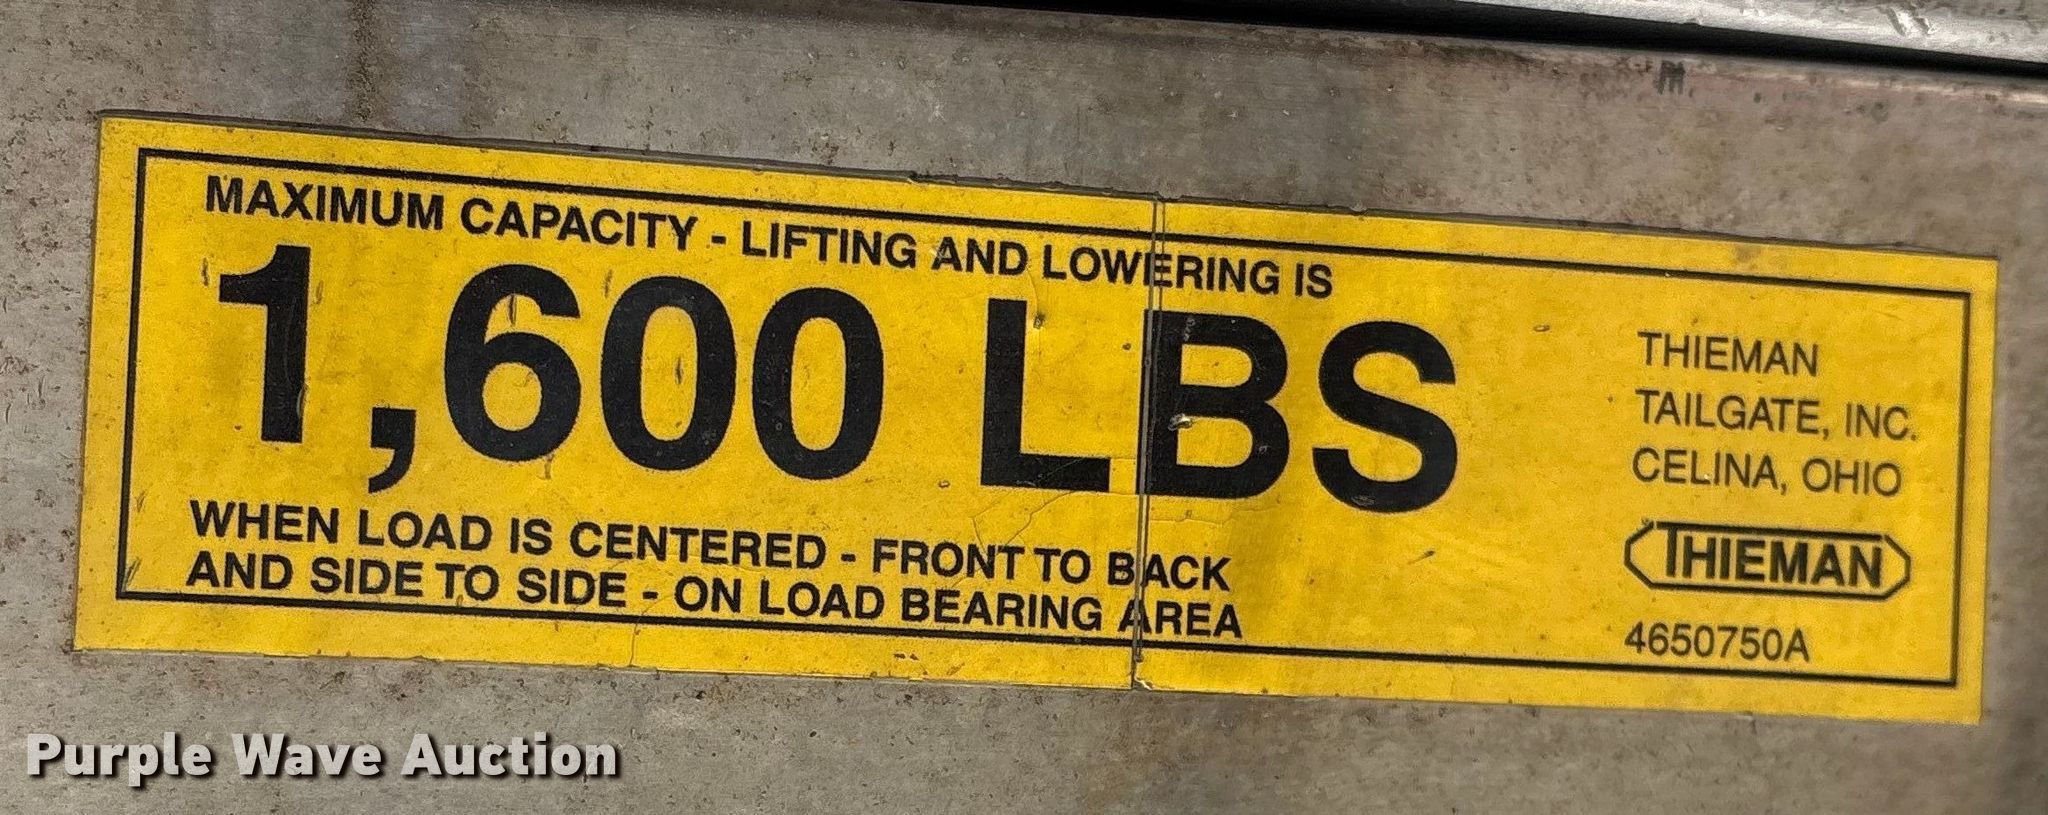 MAXIMUM CAPACITY - LIFTING AND LOWERING IS
1,600 LBS
WHEN LOAD IS CENTERED - FRONT TO BACK
AND SIDE TO SIDE - ON LOAD BEARING AREA
THIEMAN
TAILGATE, INC.
CELINA, OHIO
THIEMAN
4650750A
Purple Wave Auction